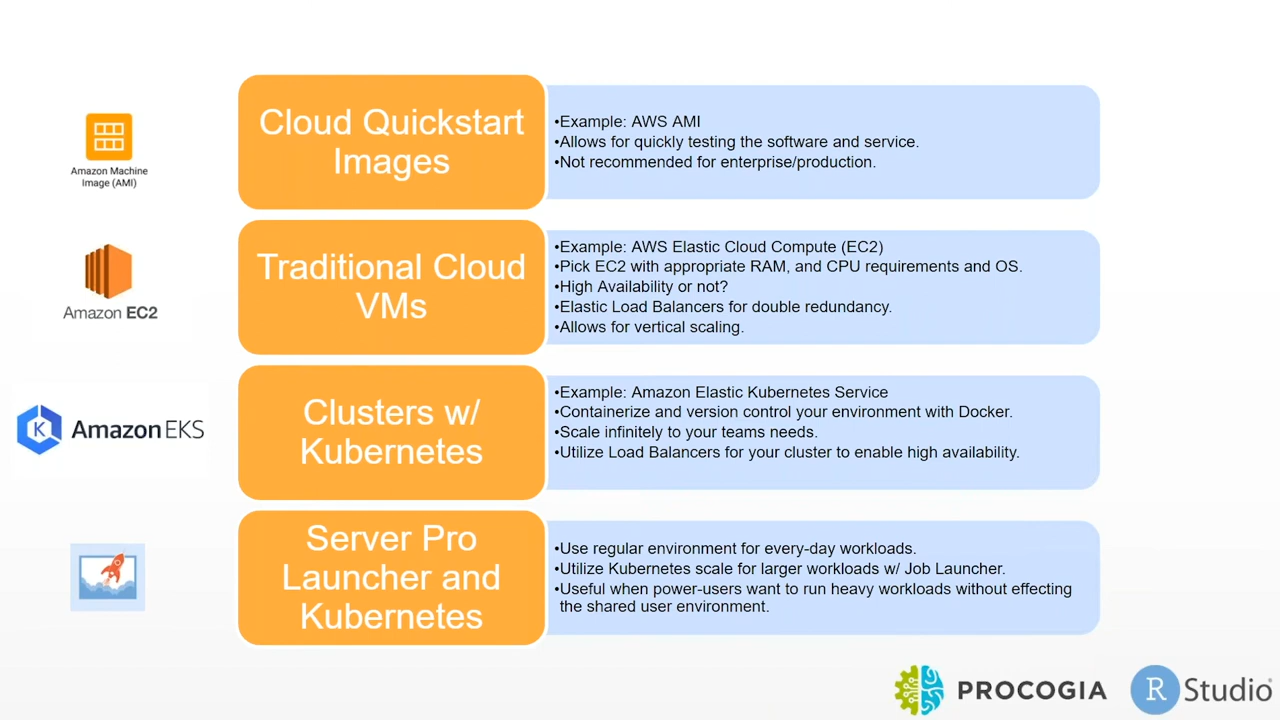 Amazon Machine
Image (AMI)
Cloud Quickstart
Images
•Example: AWS AMI
•Allows for quickly testing the software and service.
•Not recommended for enterprise/production.
Amazon EC2
Traditional Cloud
VMs
•Example: AWS Elastic Cloud Compute (EC2)
•Pick EC2 with appropriate RAM, and CPU requirements and OS.
•High Availability or not?
•Elastic Load Balancers for double redundancy.
•Allows for vertical scaling.
K
Amazon EKS
Clusters w/
Kubernetes
•Example: Amazon Elastic Kubernetes Service
•Containerize and version control your environment with Docker.
•Scale infinitely to your teams needs.
•Utilize Load Balancers for your cluster to enable high availability.
Server Pro
Launcher and
Kubernetes
•Use regular environment for every-day workloads.
•Utilize Kubernetes scale for larger workloads w/ Job Launcher.
•Useful when power-users want to run heavy workloads without effecting
the shared user environment.
PROCOGIA
R Studio®